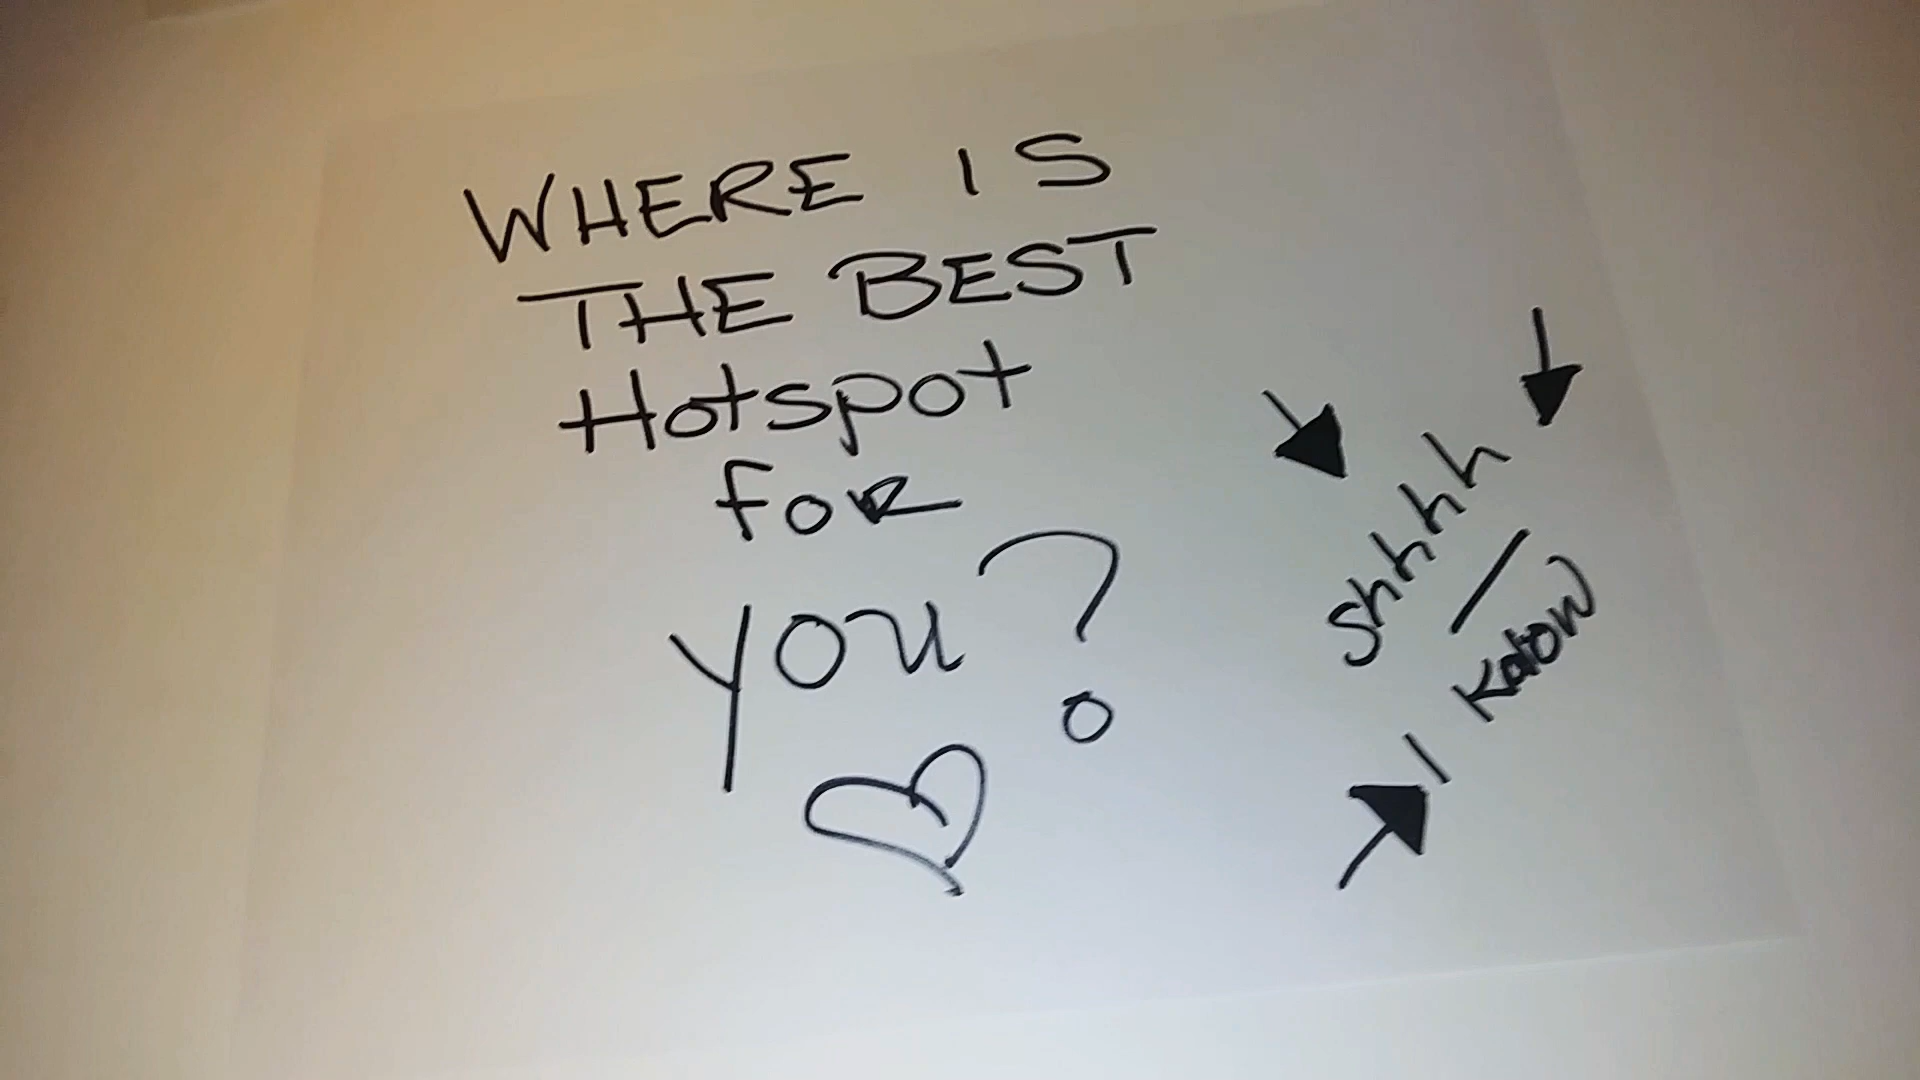 WHERE IS
THE BEST
Hotspot
foR
you?
shhhh
I